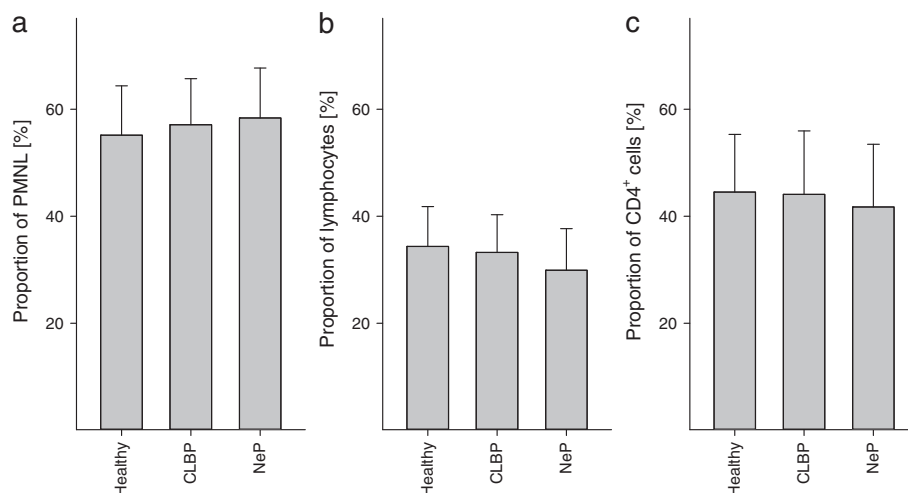 a
Proportion of PMNL [%]
60
40
20
Healthy
CLBP
NeP
b
Proportion of lymphocytes [%]
60
40
20
Healthy
CLBP
NeP
c
Proportion of CD4⁺ cells [%]
60
40
20
Healthy
CLBP
NeP